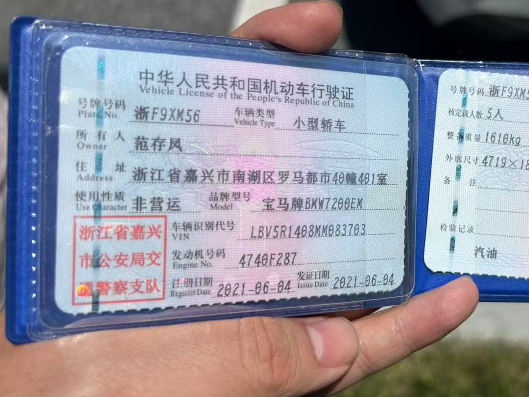 中华人民共和国机动车行驶证
Vehicle License of the People's Republic of China
号牌号码 浙F9XM56 车辆类型 小型轿车
Plate No. Vehicle Type
所有人 范存风
Owner
住址 浙江省嘉兴市南湖区罗马都市40幢401室
Address
使用性质 非营运 品牌型号 宝马牌BMW7200EM
Use Character Model
浙江省嘉兴
市公安局交
通警察支队
车辆识别代号 LBV5R1408MM083703
VIN
发动机号码 4740F287
Engine No.
注册日期 2021-06-04 发证日期 2021-06-04
Register Date Issue Date
号牌号码 浙F9XM5
核定载人数 5人
整备质量 1610kg
外廓尺寸 4719×18
备注
检验记录
汽油